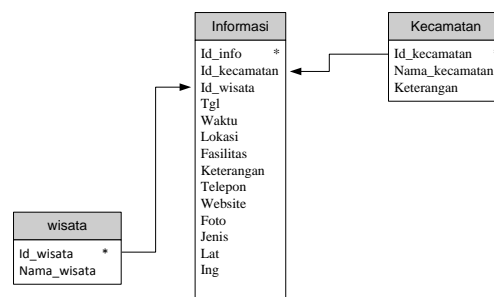 Informasi
Id_info *
Id_kecamatan
Id_wisata
Tgl
Waktu
Lokasi
Fasilitas
Keterangan
Telepon
Website
Foto
Jenis
Lat
Ing
Kecamatan
Id_kecamatan
Nama_kecamatan
Keterangan
wisata
Id_wisata *
Nama_wisata